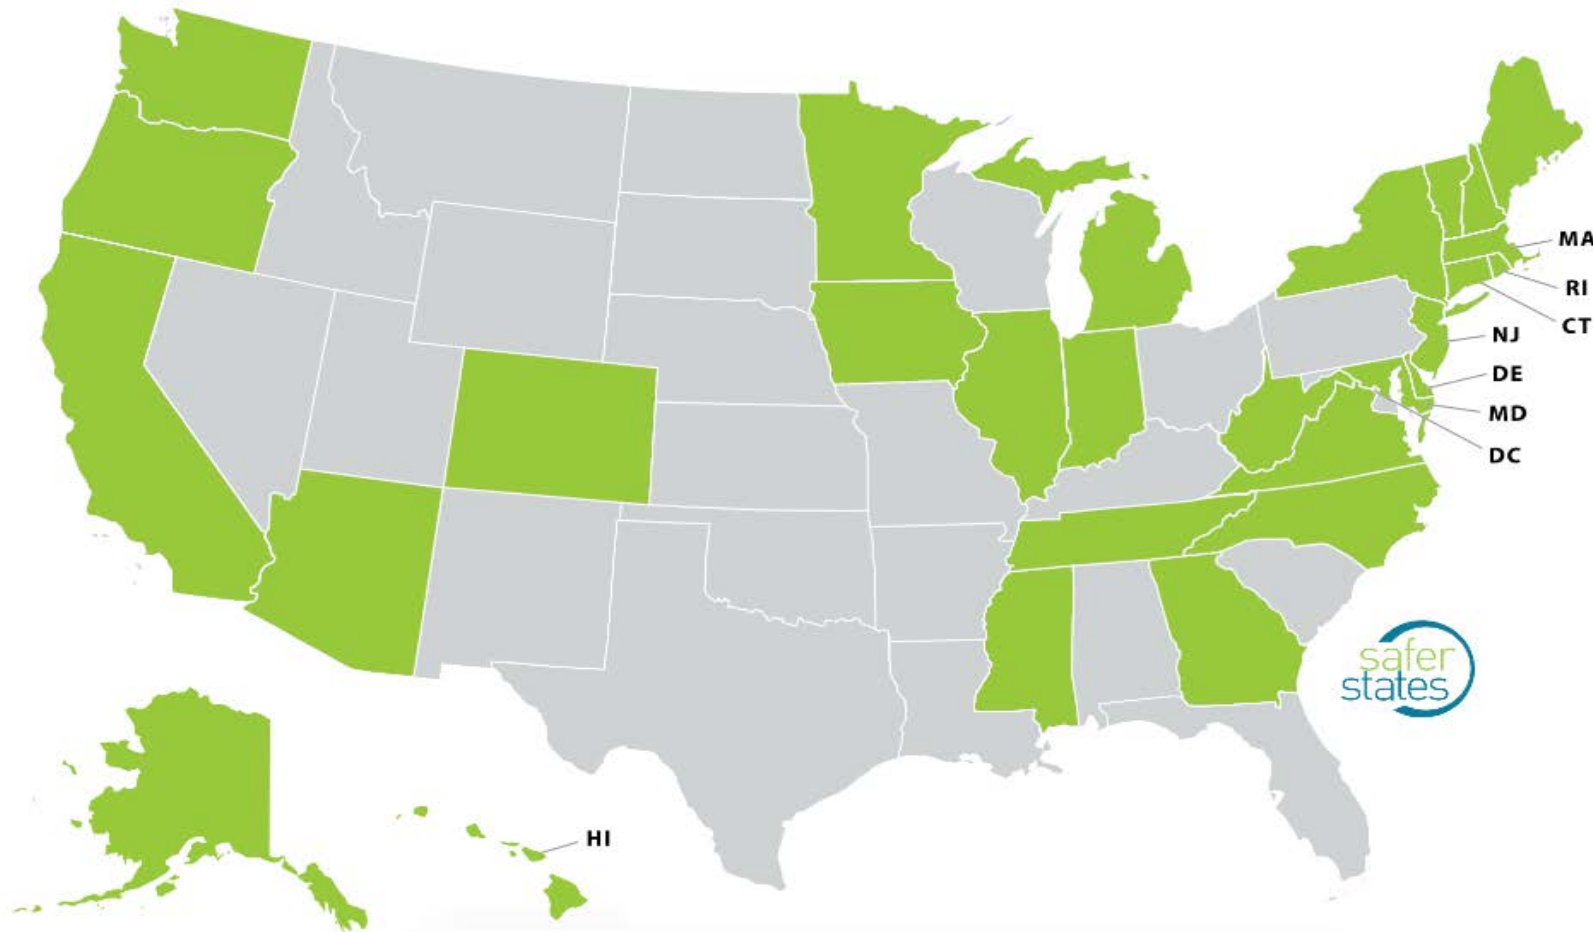 MA
RI
CT
NJ
DE
MD
DC
safer
states
HI